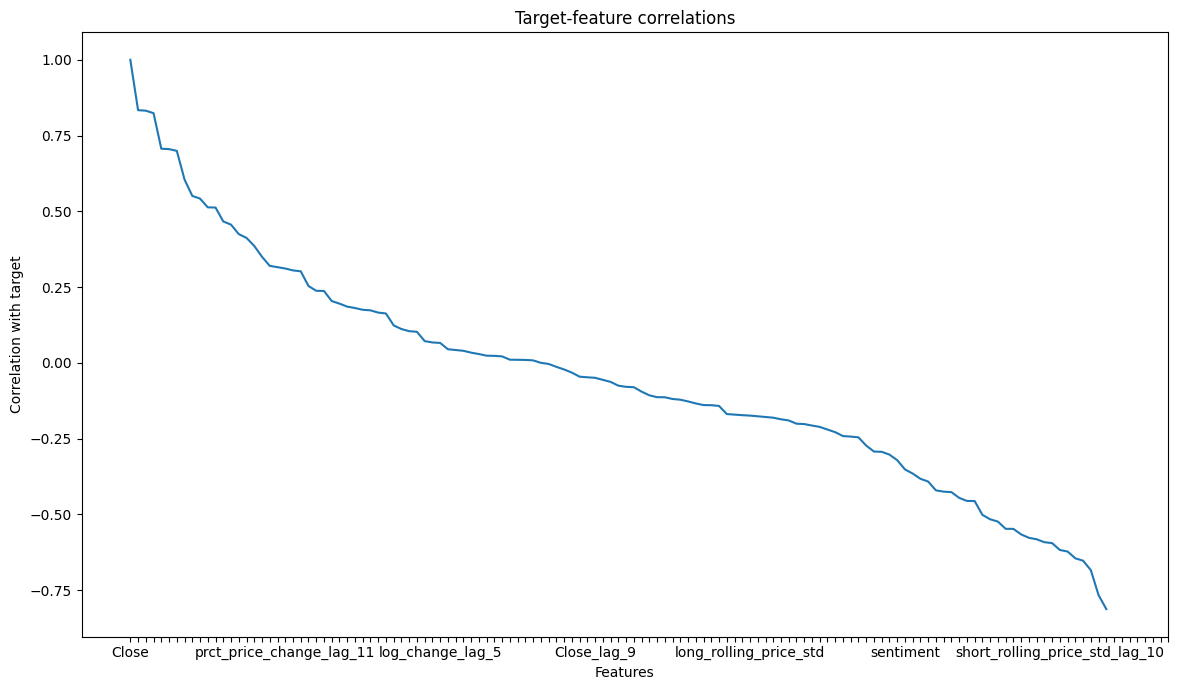 Target-feature correlations
1.00
0.75
0.50
0.25
0.00
−0.25
−0.50
−0.75
Correlation with target
Close prct_price_change_lag_11 log_change_lag_5 Close_lag_9 long_rolling_price_std sentiment short_rolling_price_std_lag_10
Features